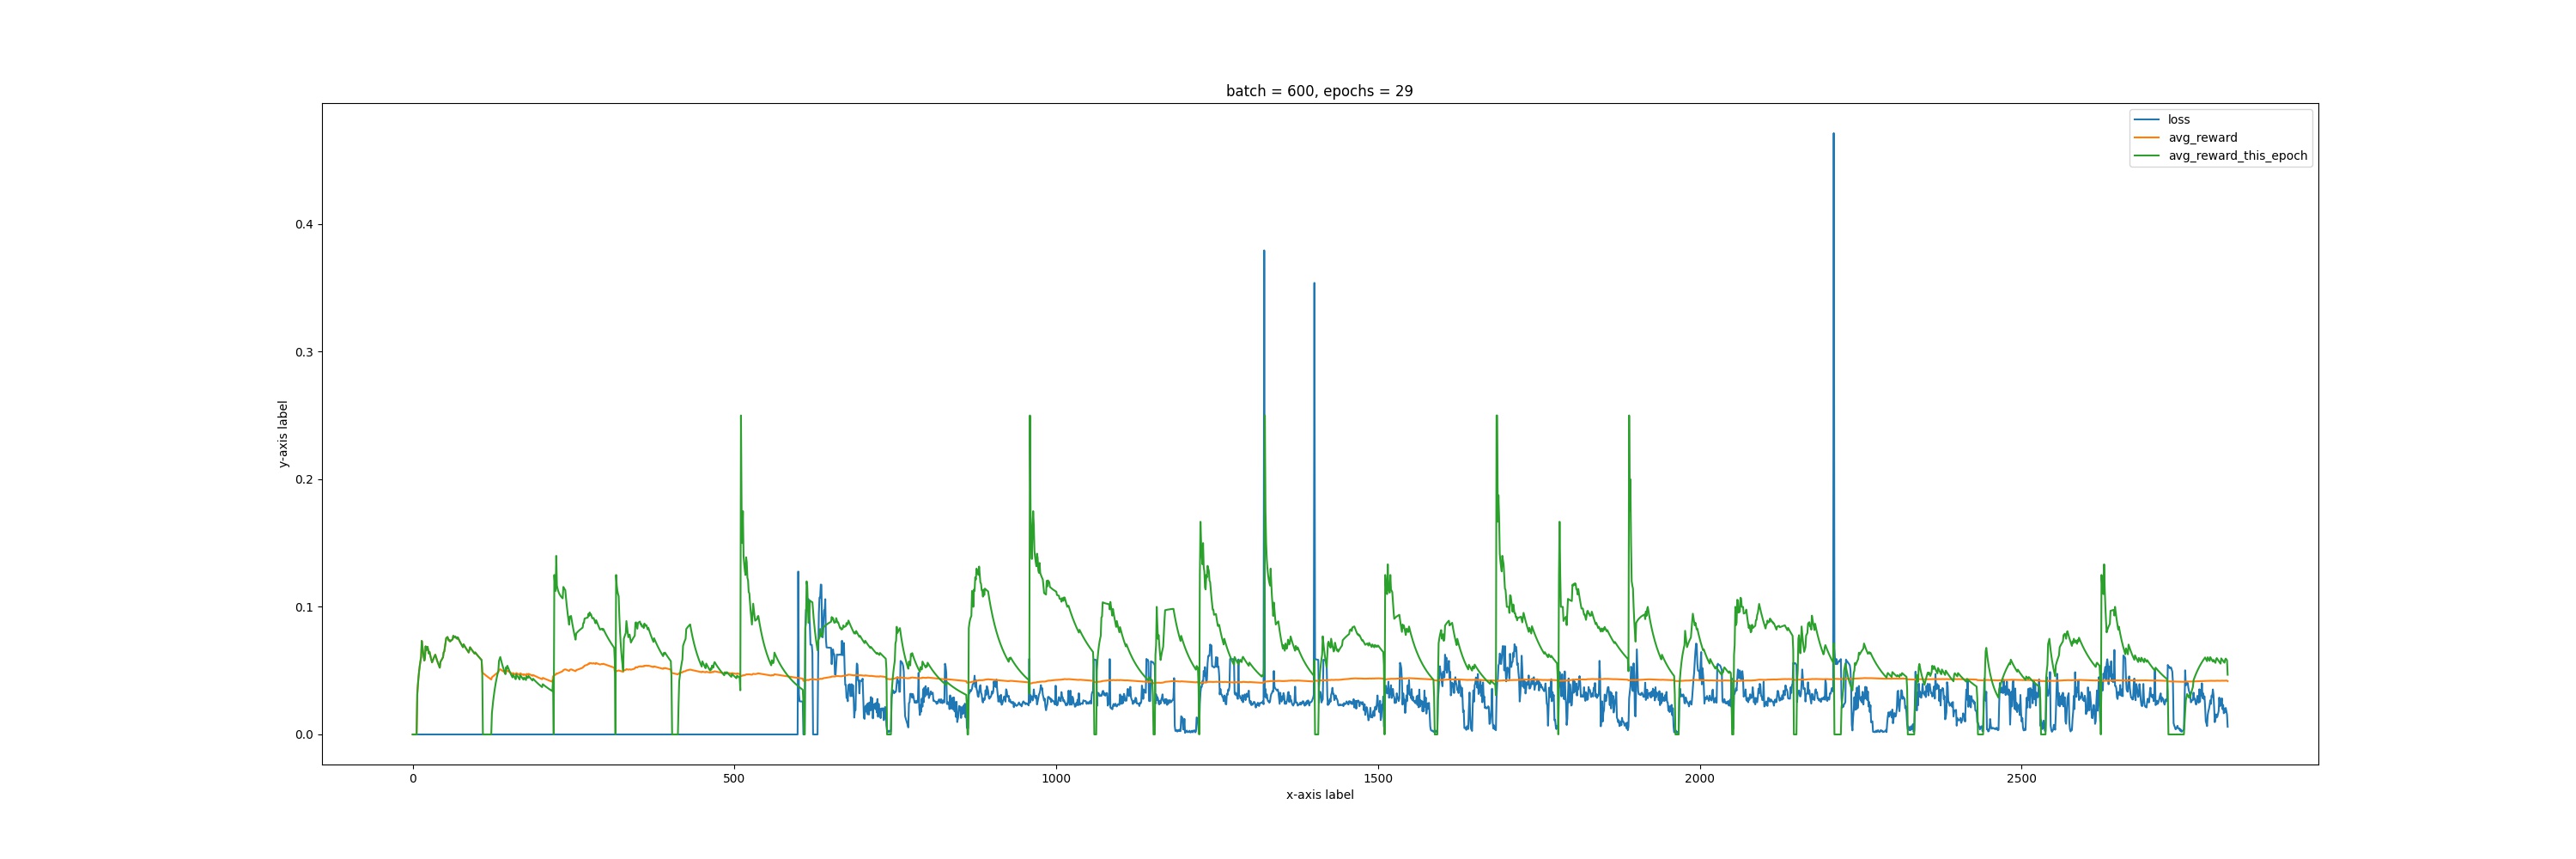 batch = 600, epochs = 29
loss
avg_reward
avg_reward_this_epoch
y-axis label
0.4
0.3
0.2
0.1
0.0
0 500 1000 1500 2000 2500
x-axis label